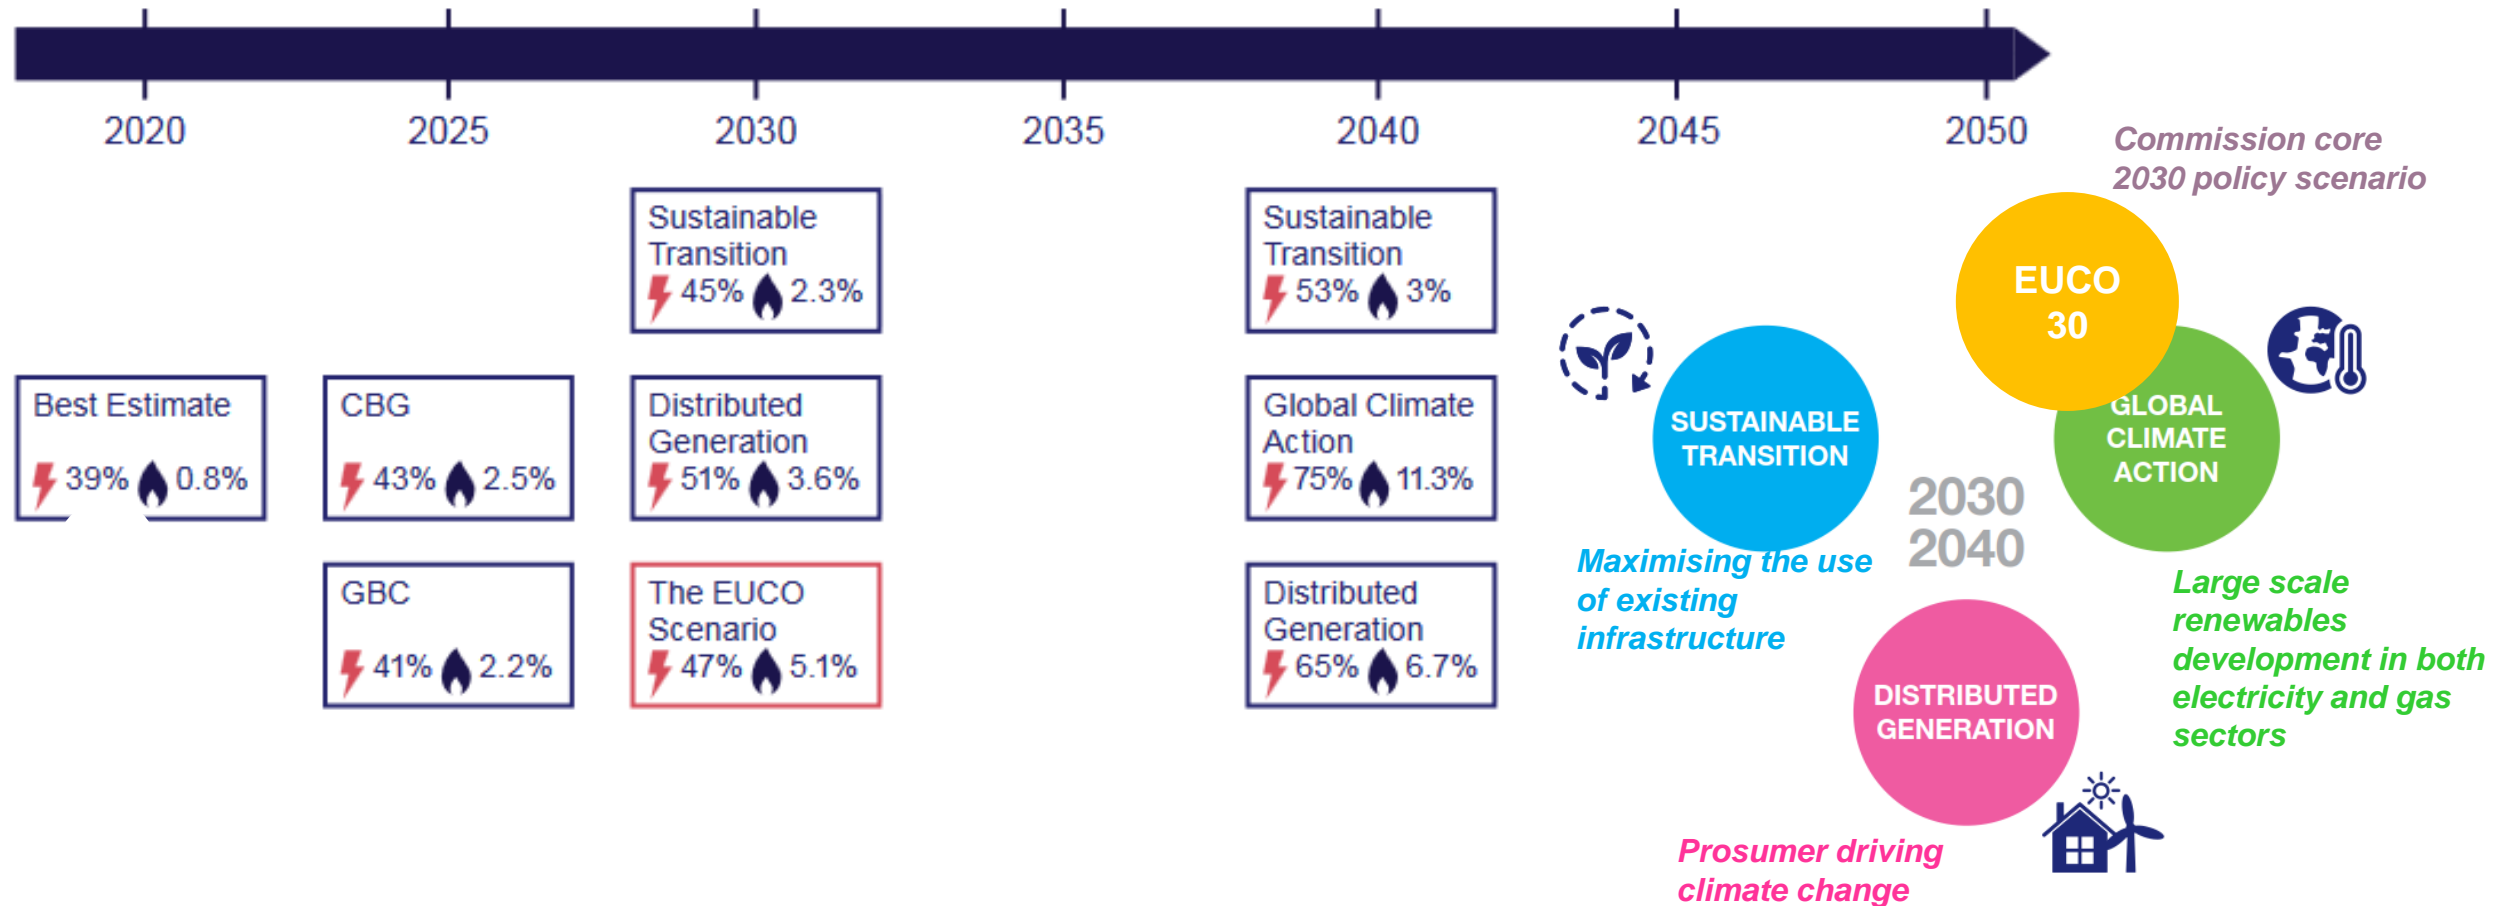 2020
2025
2030
2035
2040
2045
2050
Best Estimate
39% 0.8%
CBG
43% 2.5%
GBC
41% 2.2%
Sustainable
Transition
45% 2.3%
Distributed
Generation
51% 3.6%
The EUCO
Scenario
47% 5.1%
Sustainable
Transition
53% 3%
Global Climate
Action
75% 11.3%
Distributed
Generation
65% 6.7%
Commission core
2030 policy scenario
EUCO
30
SUSTAINABLE
TRANSITION
GLOBAL
CLIMATE
ACTION
2030
2040
Maximising the use
of existing
infrastructure
Large scale
renewables
development in both
electricity and gas
sectors
DISTRIBUTED
GENERATION
Prosumer driving
climate change